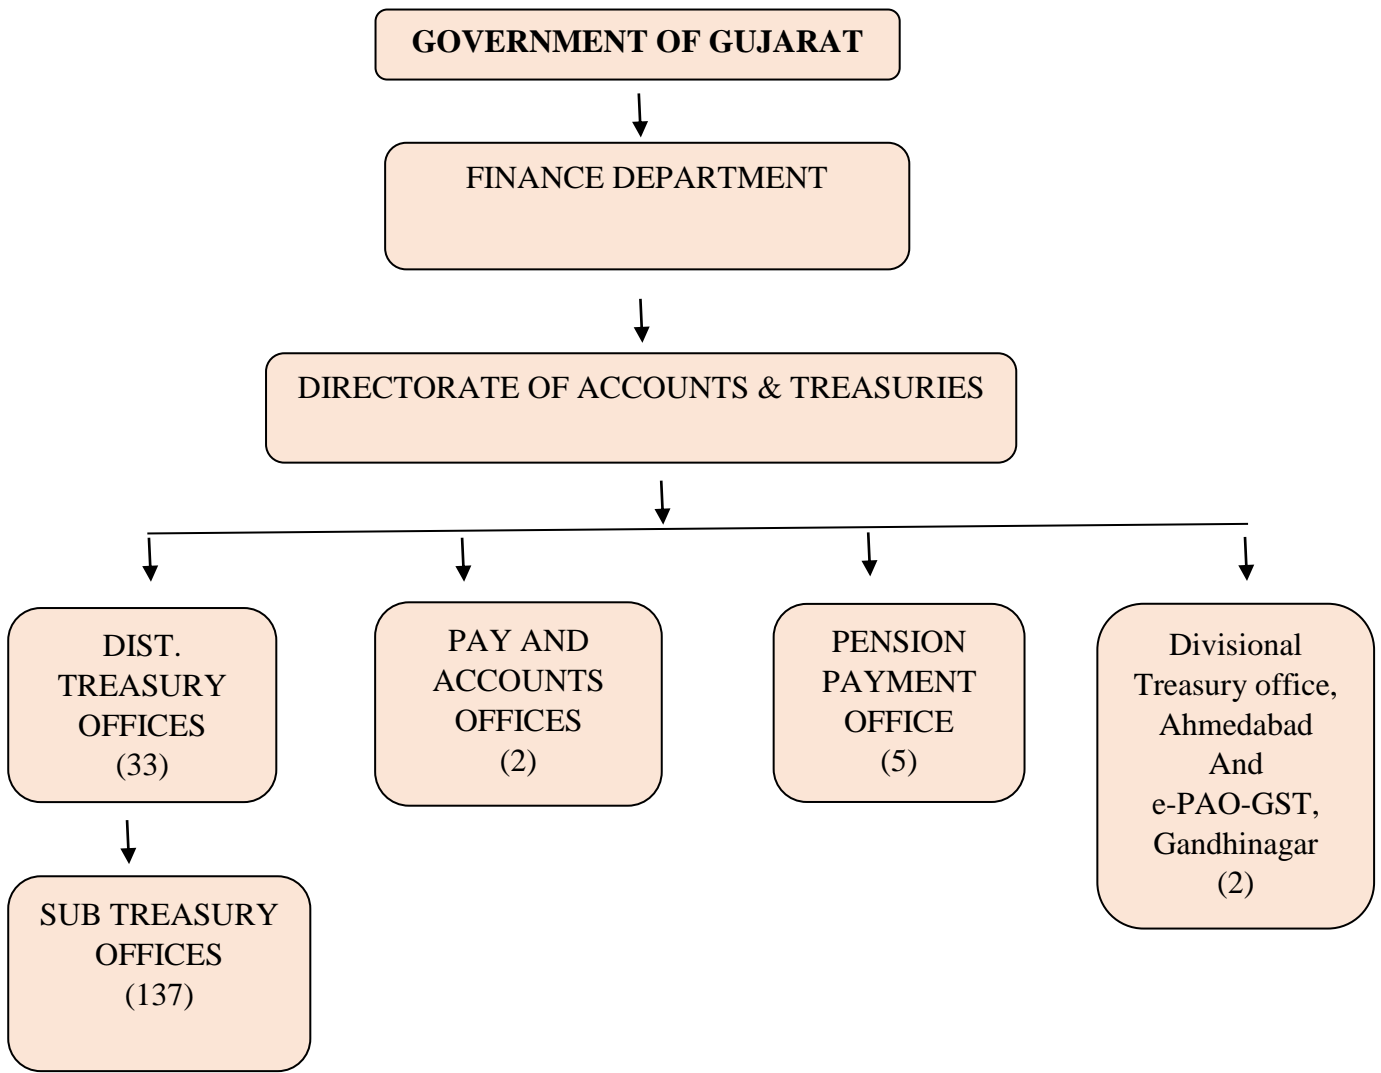 GOVERNMENT OF GUJARAT
FINANCE DEPARTMENT
DIRECTORATE OF ACCOUNTS & TREASURIES
DIST.
TREASURY
OFFICES
(33)
PAY AND
ACCOUNTS
OFFICES
(2)
PENSION
PAYMENT
OFFICE
(5)
Divisional
Treasury office,
Ahmedabad
And
e-PAO-GST,
Gandhinagar
(2)
SUB TREASURY
OFFICES
(137)